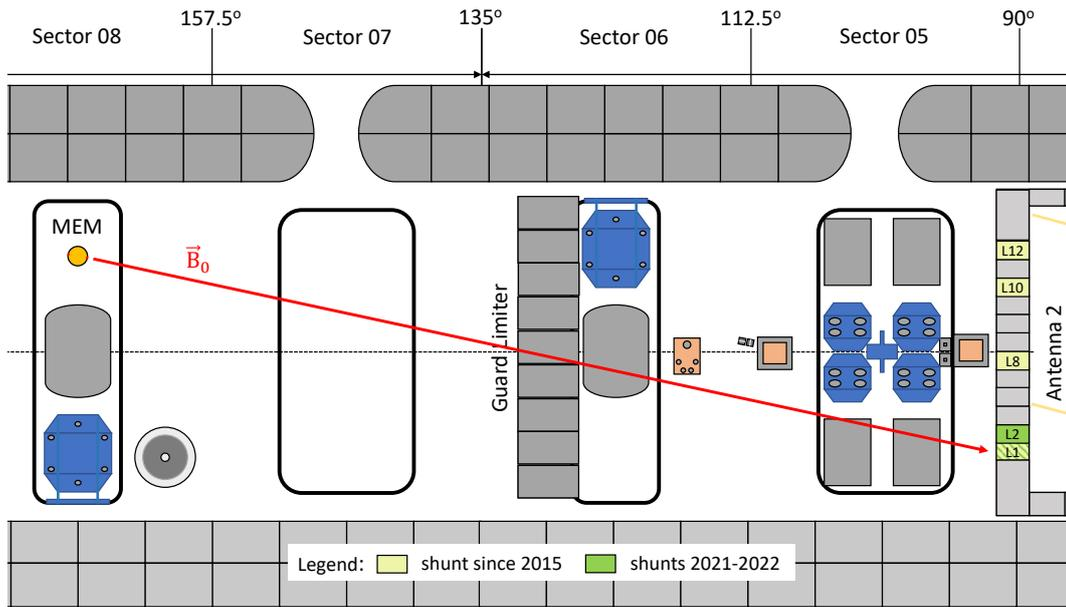 157.5° 135° 112.5° 90°
Sector 08 Sector 07 Sector 06 Sector 05
MEM
B₀
Guard Limiter
L12
L10
L8
L2
L1
Antenna 2
Legend: shunt since 2015 shunts 2021-2022